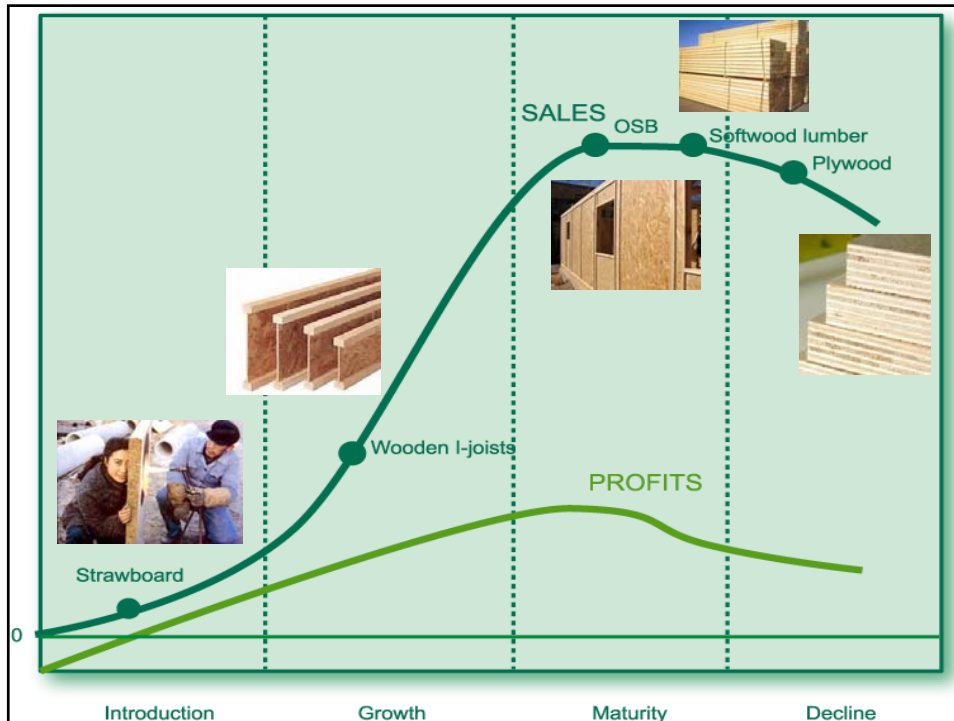 SALES
OSB
Softwood lumber
Plywood
Wooden I-joists
PROFITS
Strawboard
0
Introduction
Growth
Maturity
Decline